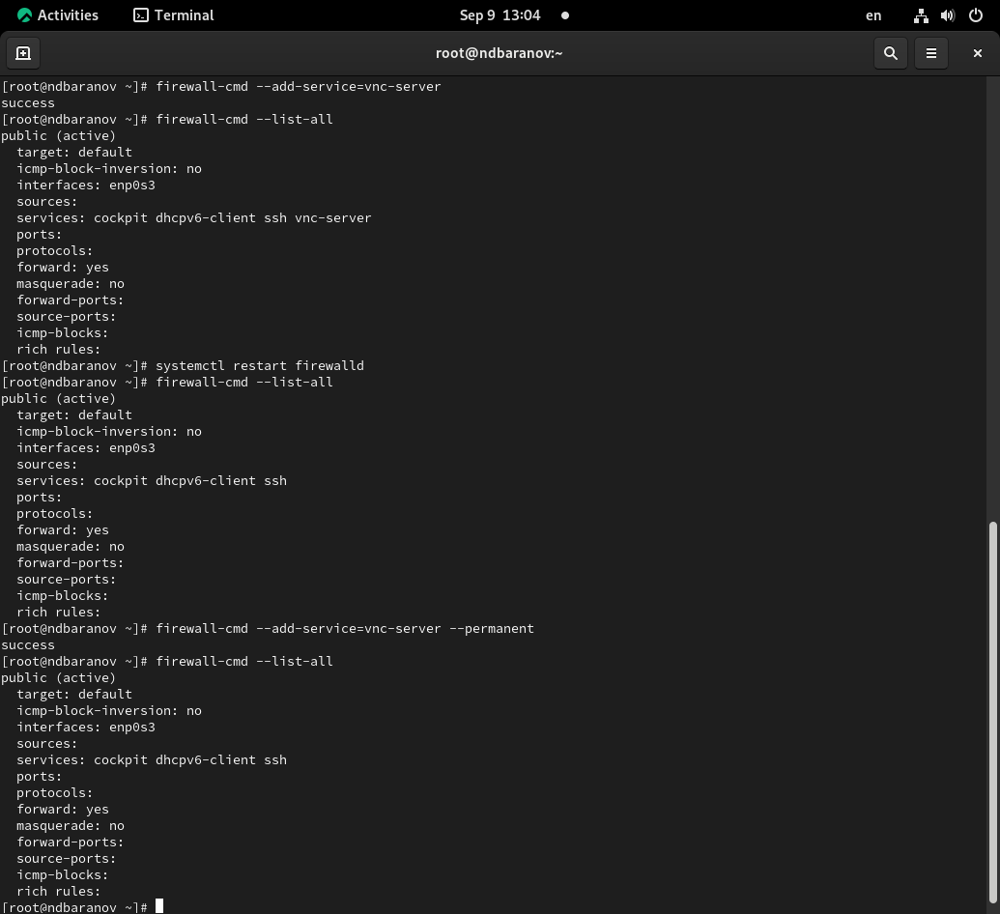 Activities Terminal Sep 9 13:04 en
root@ndbaranov:~
[root@ndbaranov ~]# firewall-cmd --add-service=vnc-server
success
[root@ndbaranov ~]# firewall-cmd --list-all
public (active)
  target: default
  icmp-block-inversion: no
  interfaces: enp0s3
  sources:
  services: cockpit dhcpv6-client ssh vnc-server
  ports:
  protocols:
  forward: yes
  masquerade: no
  forward-ports:
  source-ports:
  icmp-blocks:
  rich rules:
[root@ndbaranov ~]# systemctl restart firewalld
[root@ndbaranov ~]# firewall-cmd --list-all
public (active)
  target: default
  icmp-block-inversion: no
  interfaces: enp0s3
  sources:
  services: cockpit dhcpv6-client ssh
  ports:
  protocols:
  forward: yes
  masquerade: no
  forward-ports:
  source-ports:
  icmp-blocks:
  rich rules:
[root@ndbaranov ~]# firewall-cmd --add-service=vnc-server --permanent
success
[root@ndbaranov ~]# firewall-cmd --list-all
public (active)
  target: default
  icmp-block-inversion: no
  interfaces: enp0s3
  sources:
  services: cockpit dhcpv6-client ssh
  ports:
  protocols:
  forward: yes
  masquerade: no
  forward-ports:
  source-ports:
  icmp-blocks:
  rich rules:
[root@ndbaranov ~]#